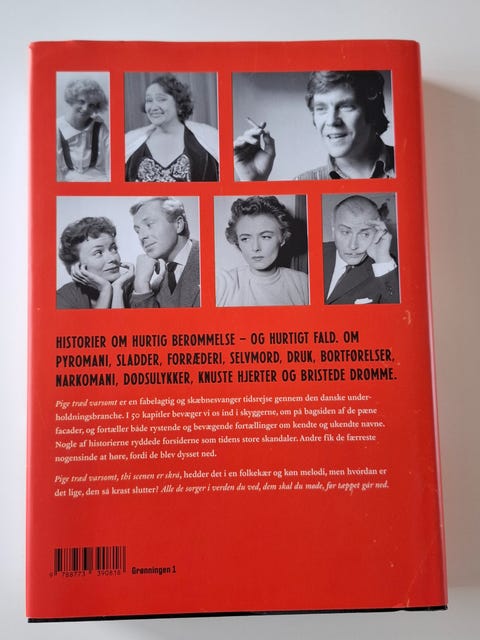 HISTORIER OM HURTIG BERØMMELSE – OG HURTIGT FALD. OM
PYROMANI, SLADDER, FORRÆDERI, SELVMORD, DRUK, BORTFØRELSER,
NARKOMANI, DØDSULYKKER, KNUSTE HJERTER OG BRISTEDE DRØMME.
Pige træd varsomt er en fabelagtig og skæbnesvanger tidsrejse gennem den danske under-
holdningsbranche. I 50 kapitler bevæger vi os ind i skyggerne, om på bagsiden af de pæne
facader, og fortæller både rystende og bevægende fortællinger om kendte og ukendte navne.
Nogle af historierne ryddede forsiderne som tidens store skandaler. Andre fik de færreste
nogensinde at høre, fordi de blev dysset ned.
Pige træd varsomt, thi scenen er skrå, hedder det i en folkekær og køn melodi, men hvordan er
det lige, den så krast slutter? Alle de sorger i verden du ved, dem skal du møde, før tæppet går ned.
9 788773 390818
Grønningen 1